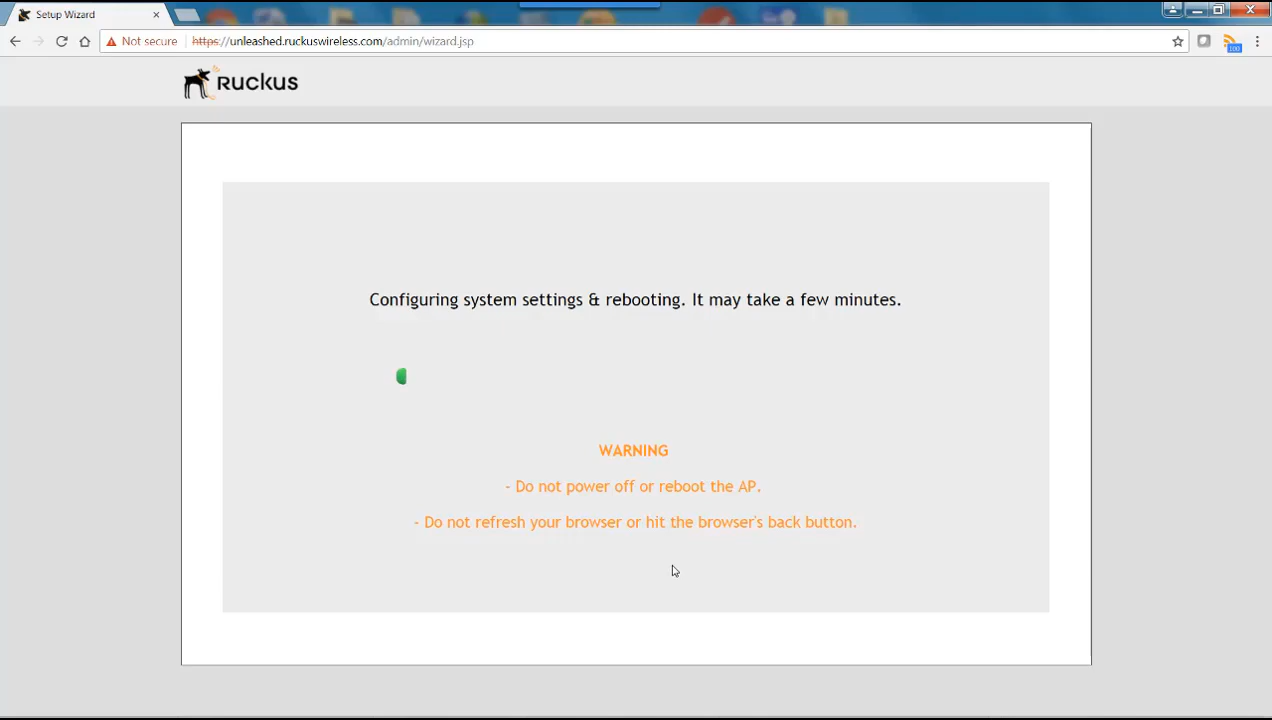 Setup Wizard
Not secure
https://unleashed.ruckuswireless.com/admin/wizard.jsp
100
Ruckus
Configuring system settings & rebooting. It may take a few minutes.
WARNING
- Do not power off or reboot the AP.
- Do not refresh your browser or hit the browser's back button.